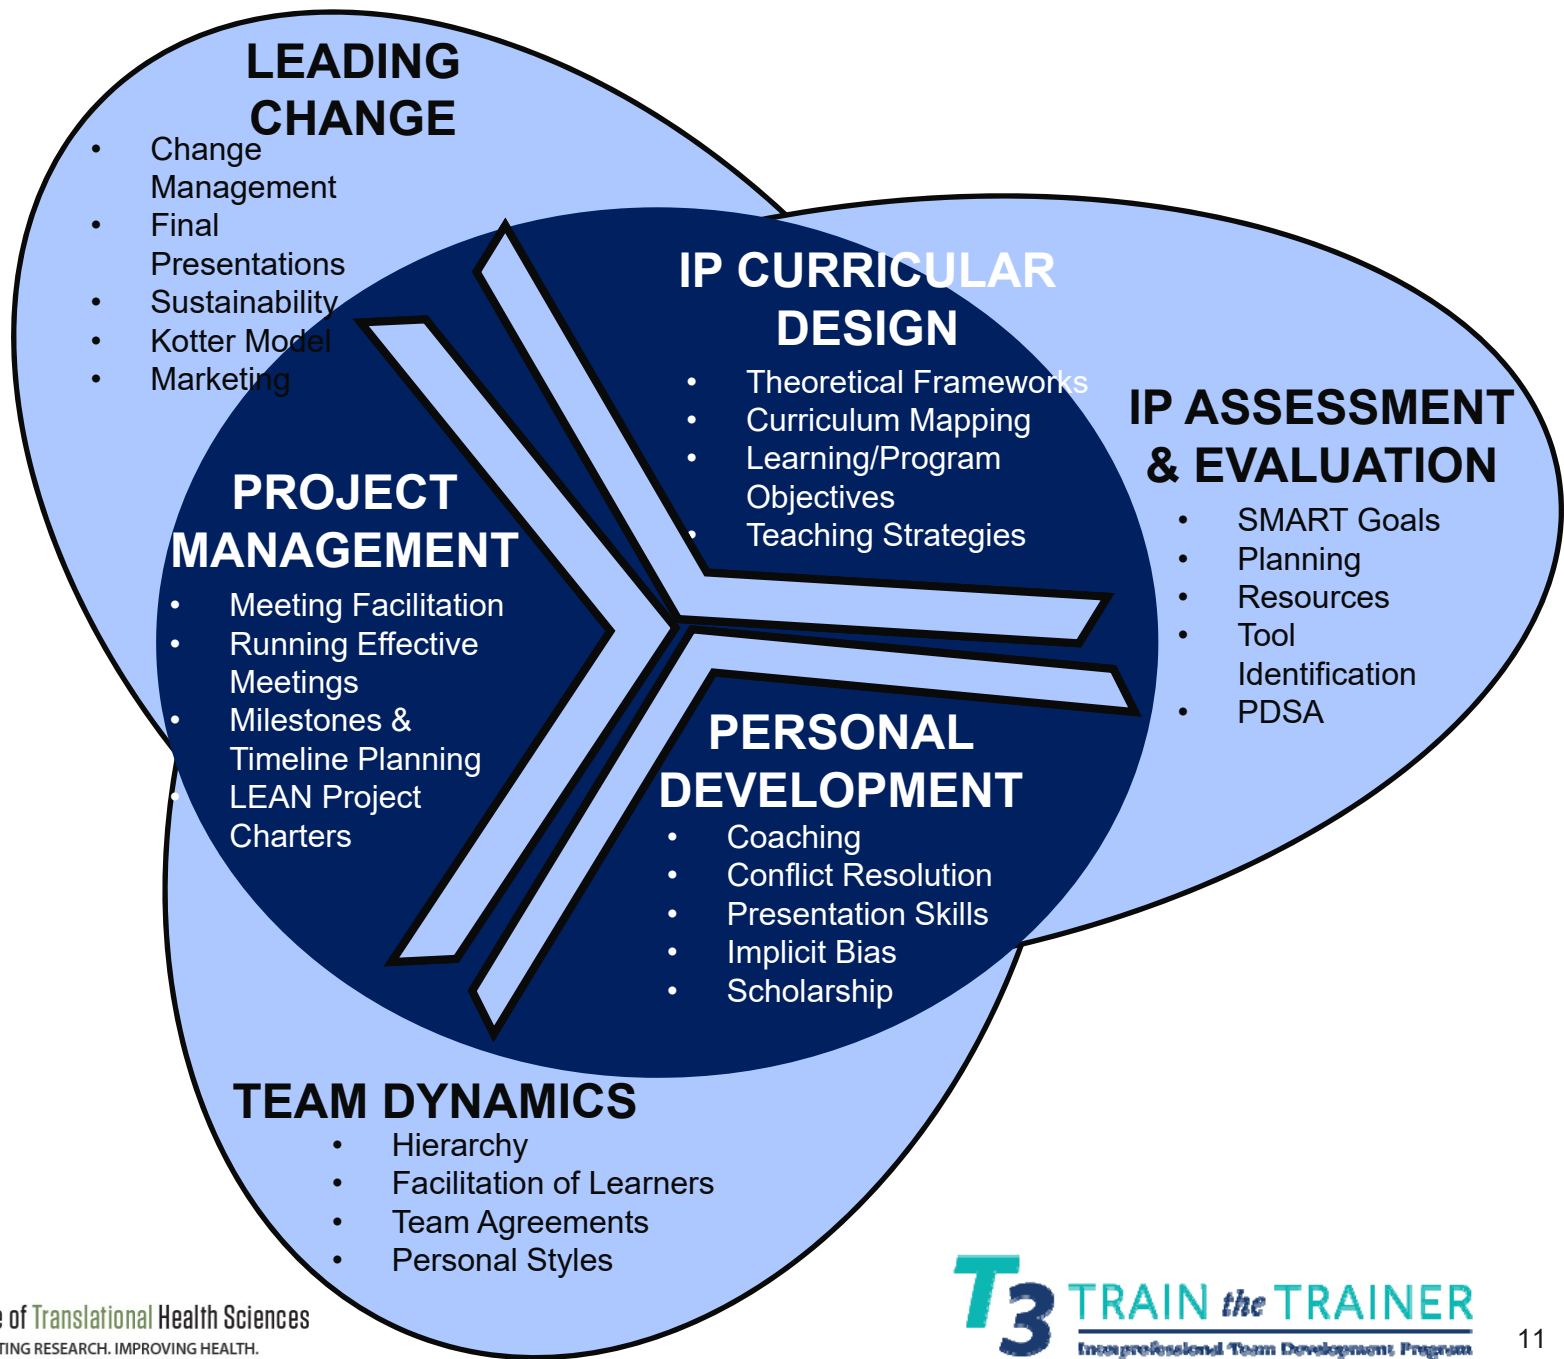 LEADING
CHANGE
• Change
Management
• Final
Presentations
• Sustainability
• Kotter Model
• Marketing
IP CURRICULAR
DESIGN
• Theoretical Frameworks
• Curriculum Mapping
• Learning/Program
Objectives
• Teaching Strategies
IP ASSESSMENT
& EVALUATION
• SMART Goals
• Planning
• Resources
• Tool
Identification
• PDSA
PROJECT
MANAGEMENT
• Meeting Facilitation
• Running Effective
Meetings
• Milestones &
Timeline Planning
• LEAN Project
Charters
PERSONAL
DEVELOPMENT
• Coaching
• Conflict Resolution
• Presentation Skills
• Implicit Bias
• Scholarship
TEAM DYNAMICS
• Hierarchy
• Facilitation of Learners
• Team Agreements
• Personal Styles
of Translational Health Sciences
RESEARCH. IMPROVING HEALTH.
T3 TRAIN the TRAINER
Interprofessional Team Development Program
11